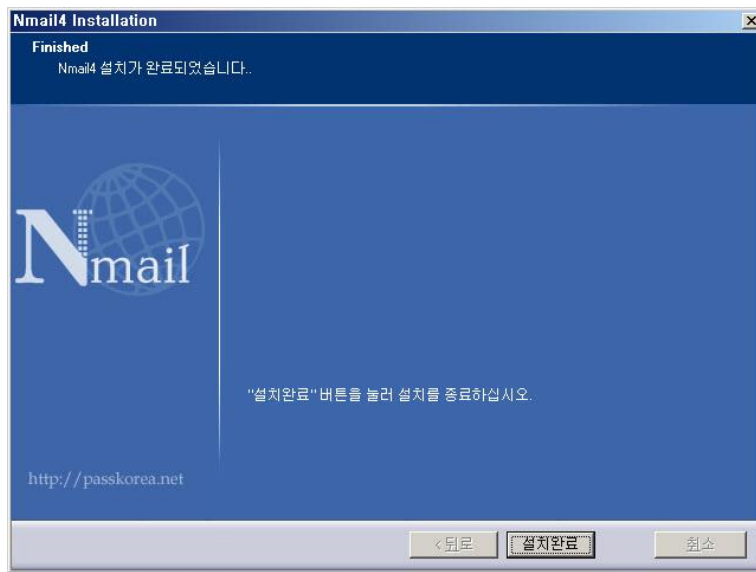 Nmail4 Installation
Finished
Nmail4 설치가 완료되었습니다..
Nmail
"설치완료" 버튼을 눌러 설치를 종료하십시오.
http://passkorea.net
< 뒤로
설치완료
취소